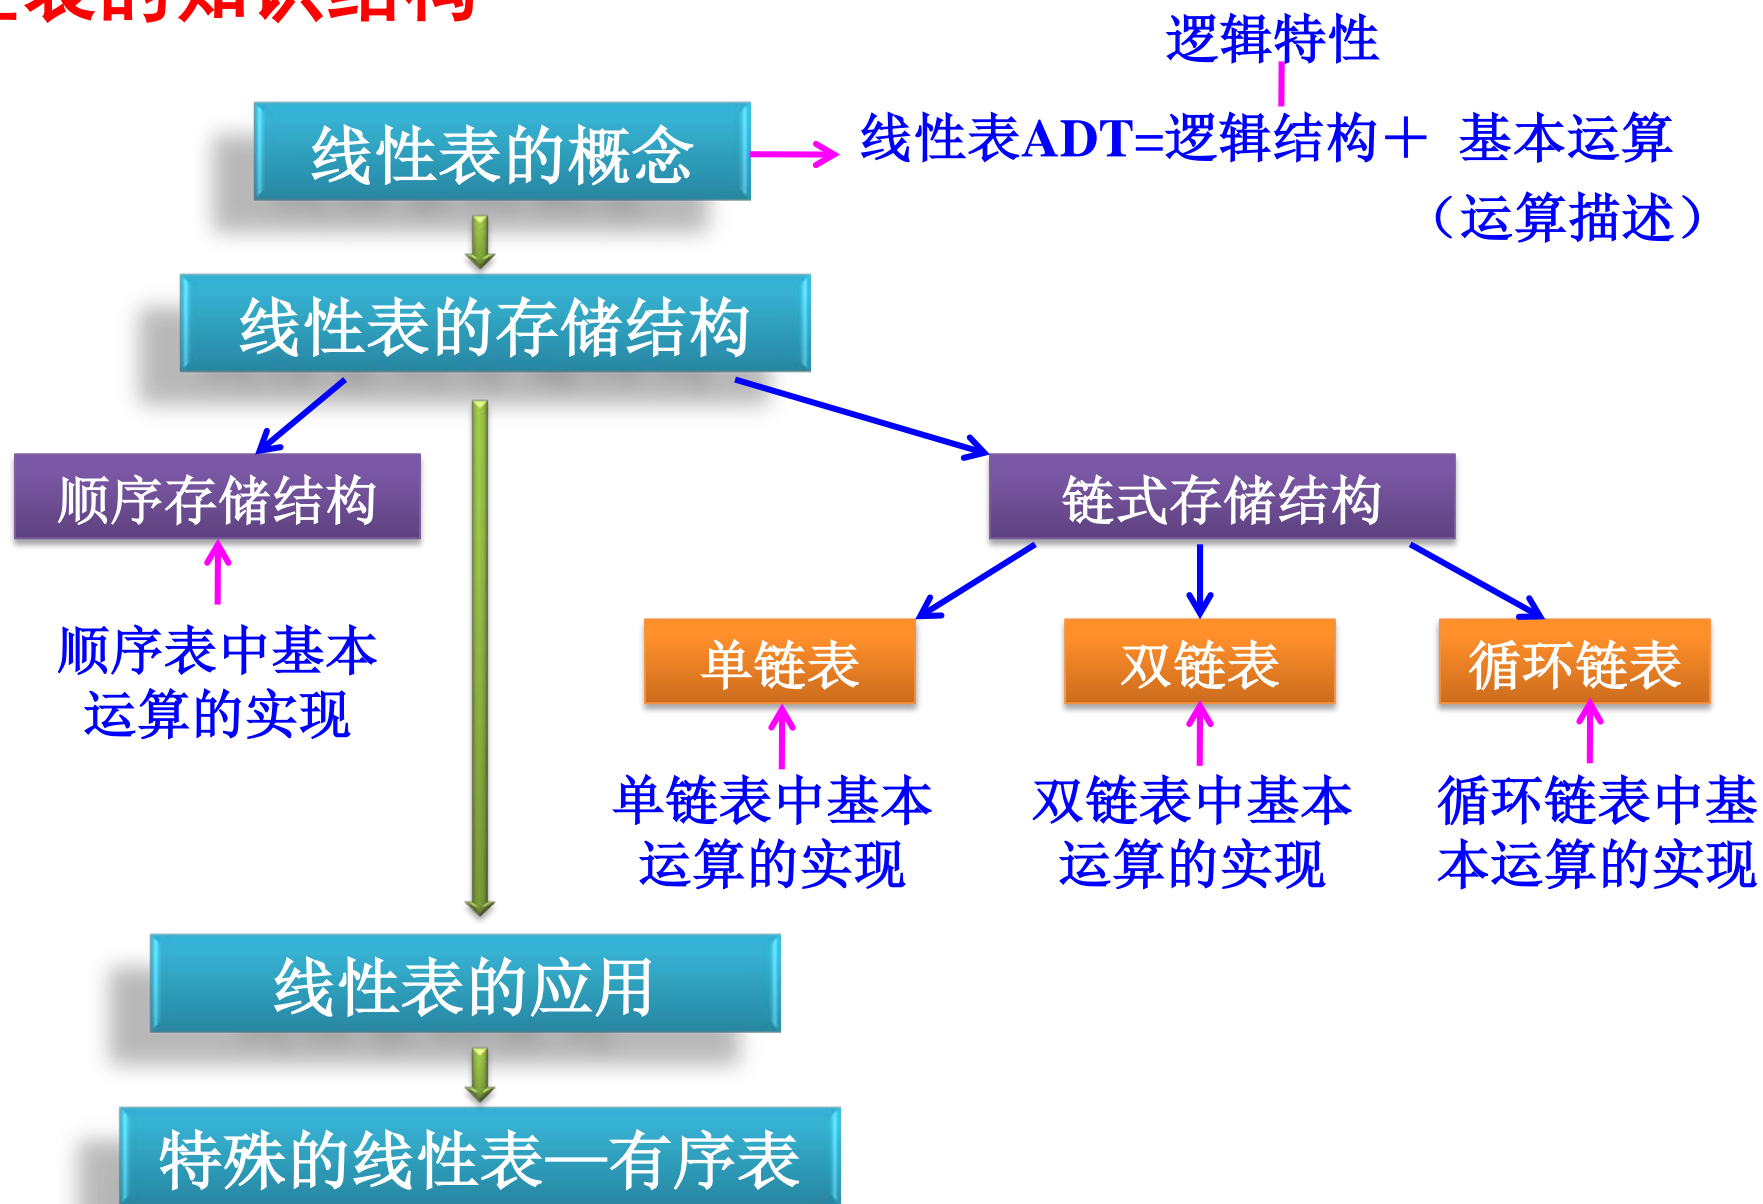 表的知识结构
逻辑特性
线性表的概念
线性表ADT=逻辑结构＋ 基本运算
（运算描述）
线性表的存储结构
顺序存储结构
链式存储结构
顺序表中基本
运算的实现
单链表
双链表
循环链表
单链表中基本
运算的实现
双链表中基本
运算的实现
循环链表中基
本运算的实现
线性表的应用
特殊的线性表—有序表